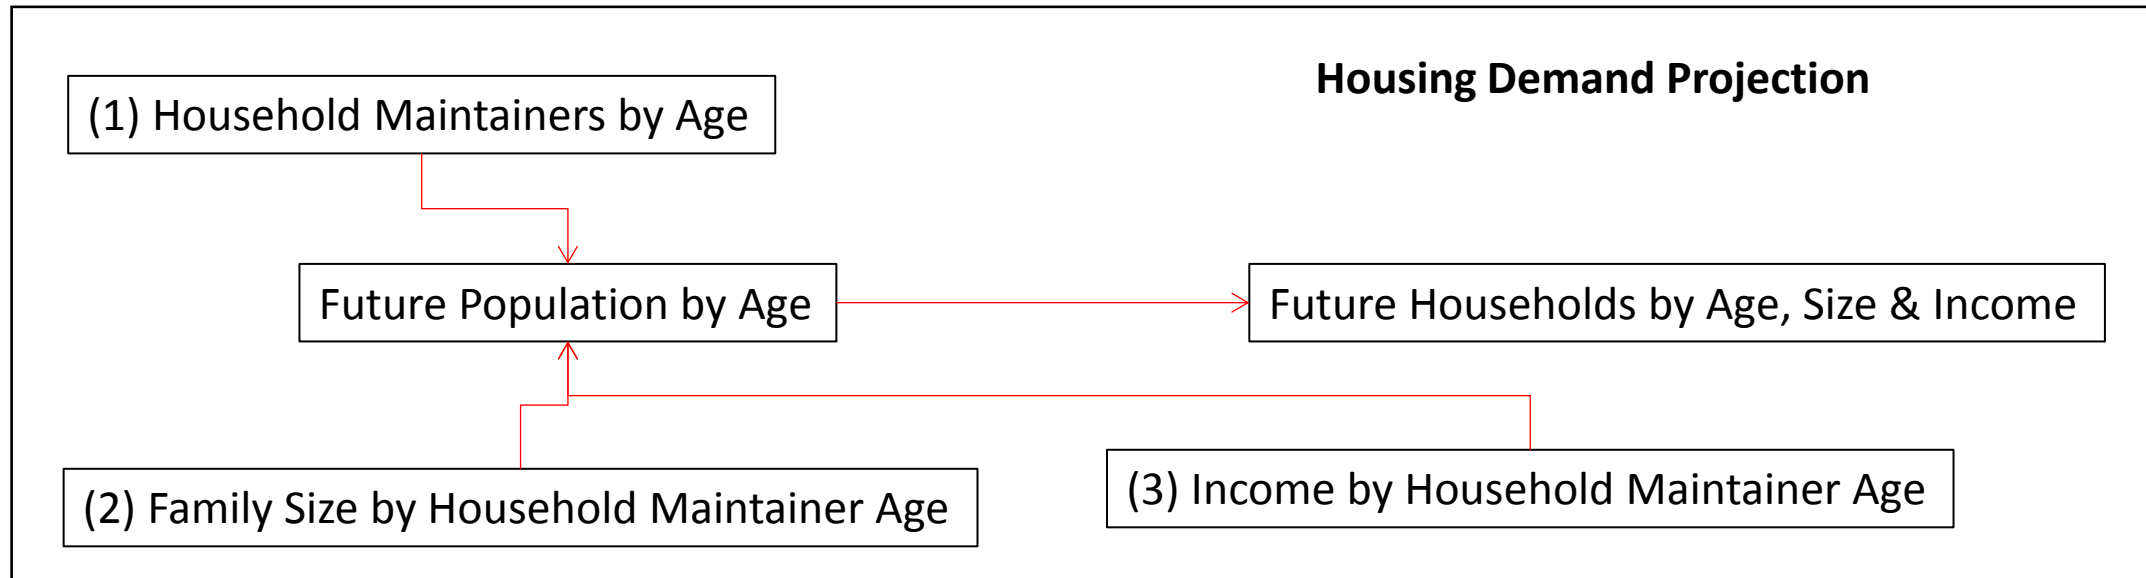 Housing Demand Projection
(1) Household Maintainers by Age
Future Population by Age
Future Households by Age, Size & Income
(2) Family Size by Household Maintainer Age
(3) Income by Household Maintainer Age